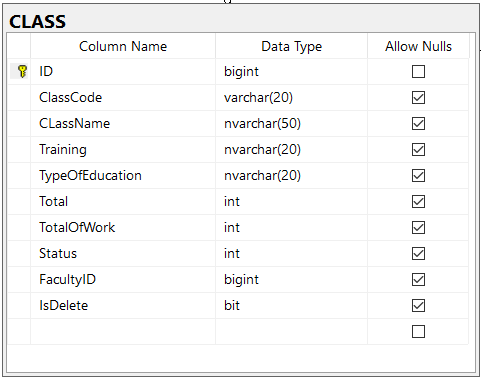 CLASS
Column Name Data Type Allow Nulls
ID bigint
ClassCode varchar(20)
CLassName nvarchar(50)
Training nvarchar(20)
TypeOfEducation nvarchar(20)
Total int
TotalOfWork int
Status int
FacultyID bigint
IsDelete bit